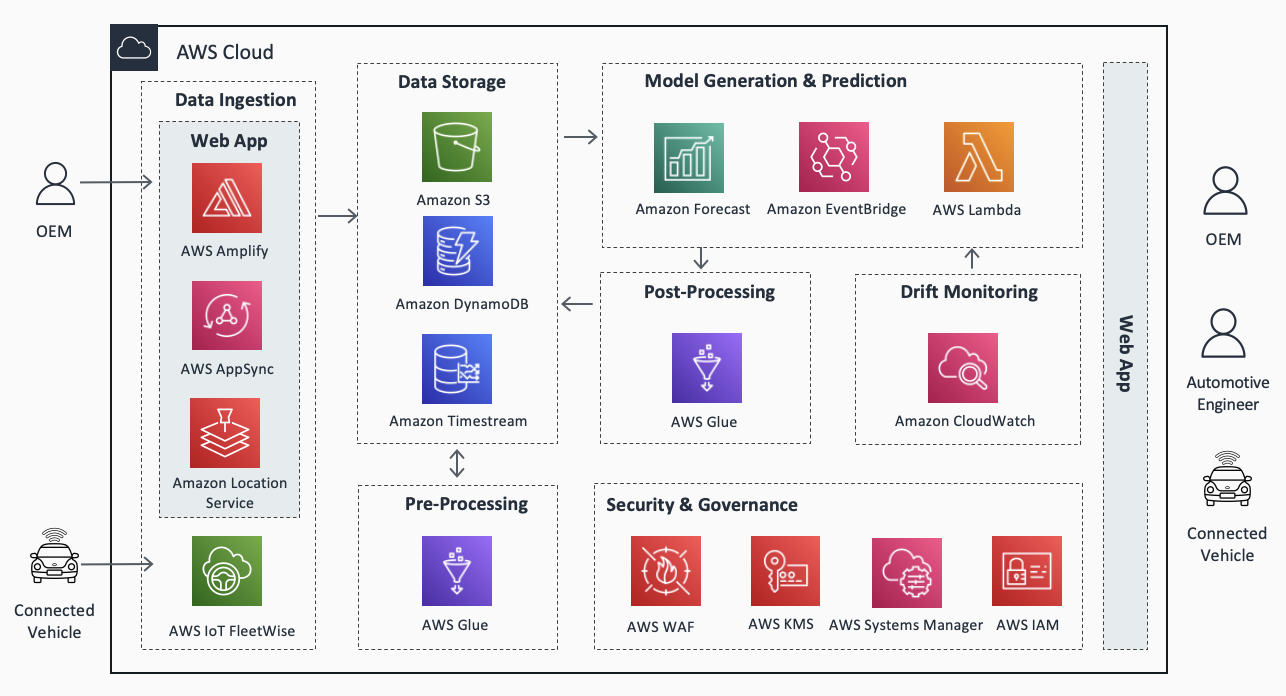 AWS Cloud
Data Ingestion
Web App
AWS Amplify
AWS AppSync
Amazon Location
Service
AWS IoT FleetWise
OEM
Connected
Vehicle
Data Storage
Amazon S3
Amazon DynamoDB
Amazon Timestream
Pre-Processing
AWS Glue
Model Generation & Prediction
Amazon Forecast
Amazon EventBridge
AWS Lambda
Post-Processing
AWS Glue
Drift Monitoring
Amazon CloudWatch
Security & Governance
AWS WAF
AWS KMS
AWS Systems Manager
AWS IAM
Web App
OEM
Automotive
Engineer
Connected
Vehicle